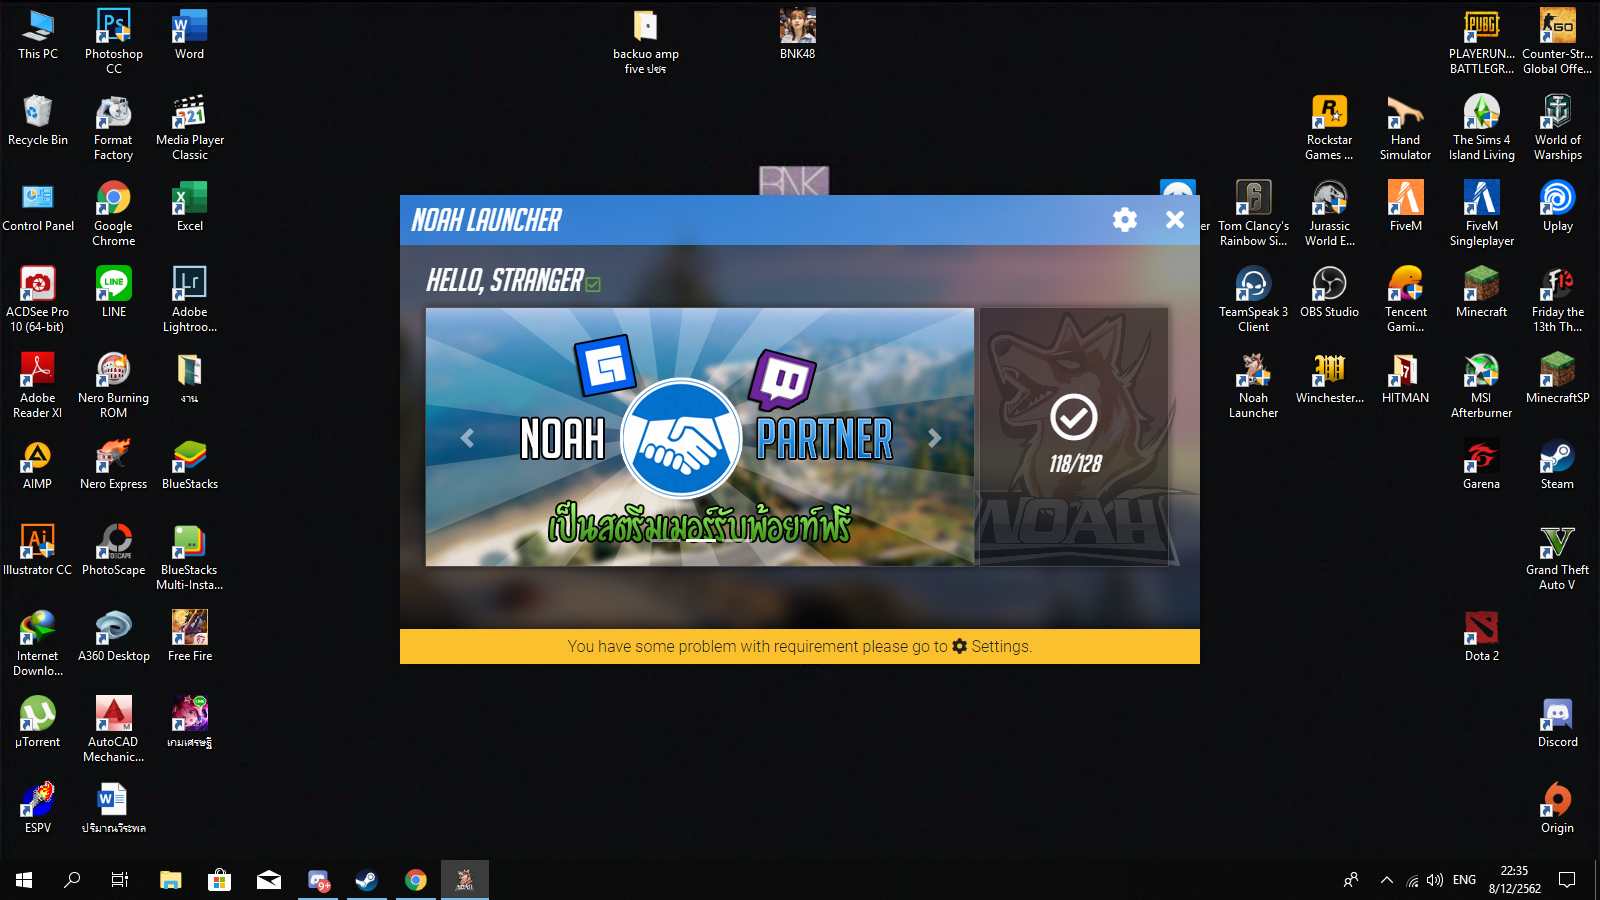 This PC
Photoshop
CC
Word
backuo amp
five ปชร
BNK48
PLAYERUN...
BATTLEGR...
Counter-Str...
Global Offe...
Recycle Bin
Format
Factory
Media Player
Classic
Rockstar
Games ...
Hand
Simulator
The Sims 4
Island Living
World of
Warships
BNK
Control Panel
Google
Chrome
Excel
Tom Clancy's
Rainbow Si...
Jurassic
World E...
FiveM
FiveM
Singleplayer
Uplay
NOAH LAUNCHER
HELLO, STRANGER
ACDSee Pro
10 (64-bit)
LINE
Adobe
Lightroo...
TeamSpeak 3
Client
OBS Studio
Tencent
Gami...
Minecraft
Friday the
13th Th...
Adobe
Reader XI
Nero Burning
ROM
งาน
Noah
Launcher
Winchester...
HITMAN
MSI
Afterburner
MinecraftSP
NOAH
PARTNER
เป็นสตรีมเมอร์รับพ้อยท์ฟรี
118/128
NOAH
AIMP
Nero Express
BlueStacks
Garena
Steam
Illustrator CC
PhotoScape
BlueStacks
Multi-Insta...
Grand Theft
Auto V
Internet
Downlo...
A360 Desktop
Free Fire
You have some problem with requirement please go to Settings.
Dota 2
µTorrent
AutoCAD
Mechanic...
เกมเศรษฐี
Discord
ESPV
ปริมาณวีระพล
Origin
9+
ENG
22:35
8/12/2562